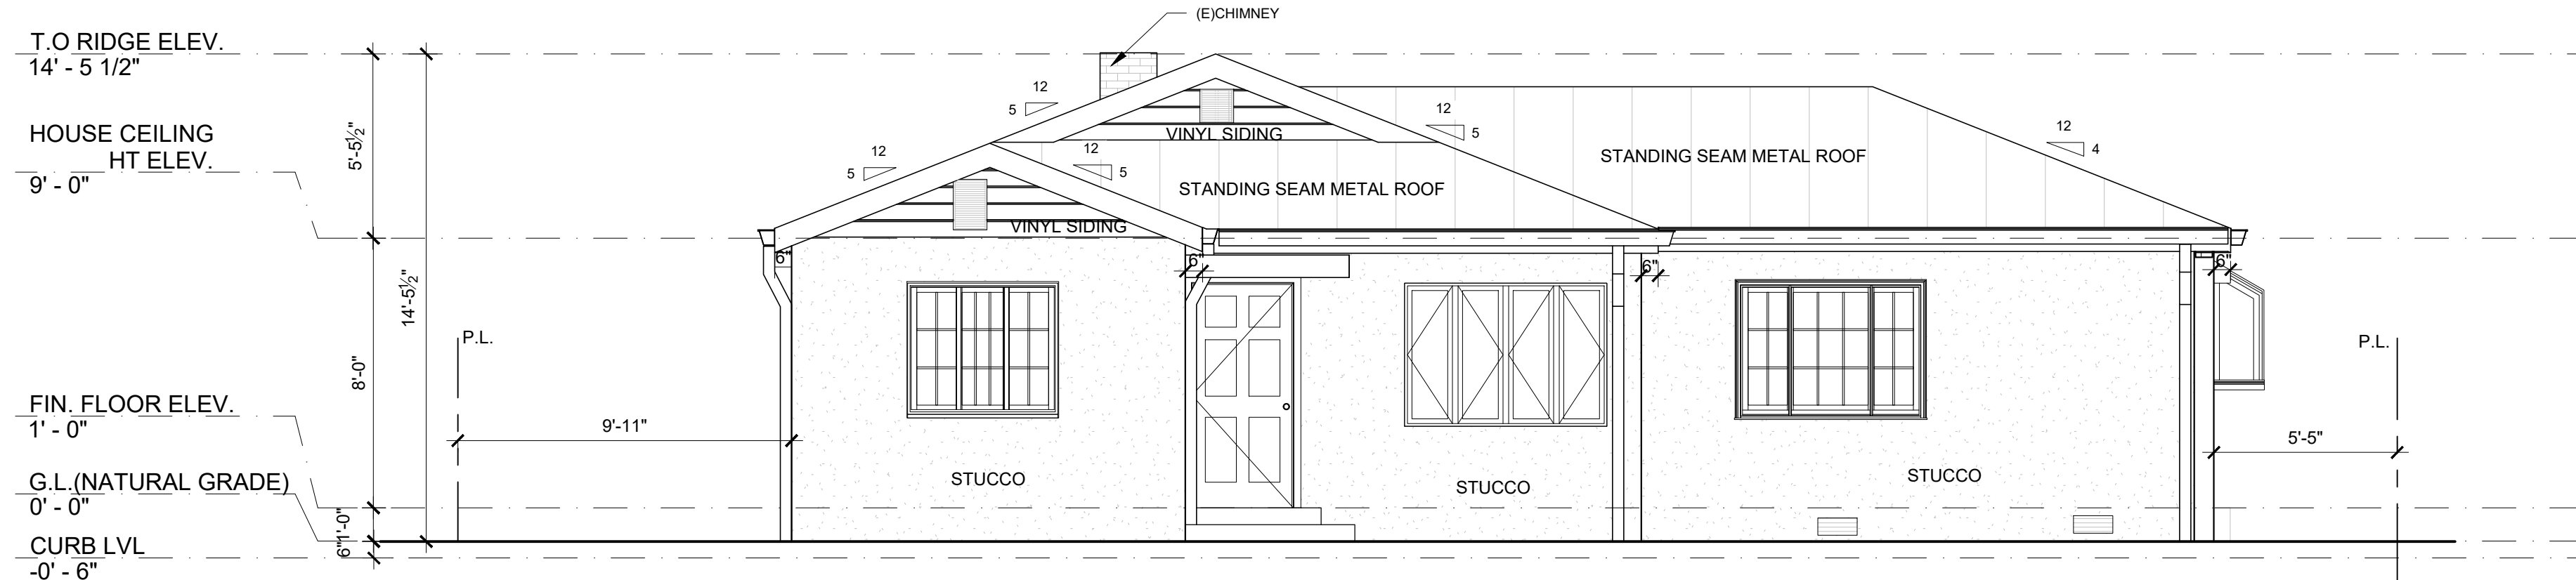 (E)CHIMNEY
T.O RIDGE ELEV.
14' - 5 1/2"
HOUSE CEILING
HT ELEV.
9' - 0"
FIN. FLOOR ELEV.
1' - 0"
G.L.(NATURAL GRADE)
0' - 0"
CURB LVL
-0' - 6"
5'-5½"
14'-5½"
8'-0"
1'-0"
6"
P.L.
9'-11"
12
5
12
5
12
5
12
5
12
4
VINYL SIDING
STANDING SEAM METAL ROOF
STANDING SEAM METAL ROOF
VINYL SIDING
6"
6"
6"
6"
STUCCO
STUCCO
STUCCO
P.L.
5'-5"